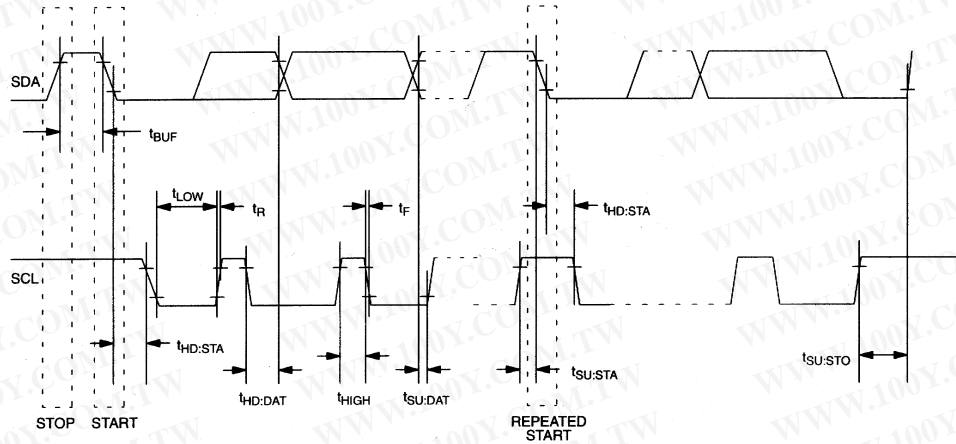 SDA
tBUF
tLOW
tR
tF
tHD:STA
SCL
tHD:STA
tHD:DAT
tHIGH
tSU:DAT
tSU:STA
tSU:STO
STOP
START
REPEATED
START
WWW.100Y.COM.TW